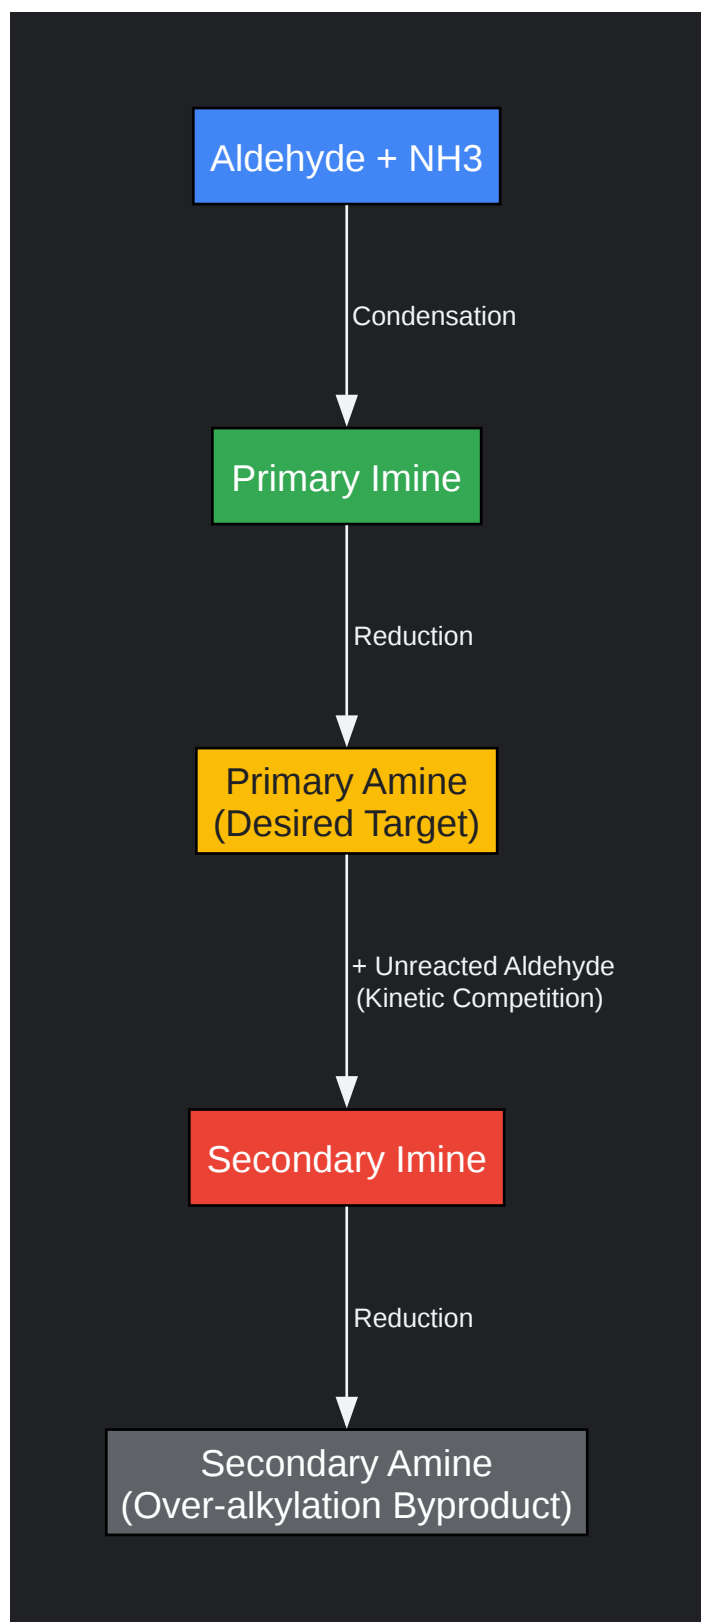 Aldehyde + NH3
Condensation
Primary Imine
Reduction
Primary Amine
(Desired Target)
+ Unreacted Aldehyde
(Kinetic Competition)
Secondary Imine
Reduction
Secondary Amine
(Over-alkylation Byproduct)